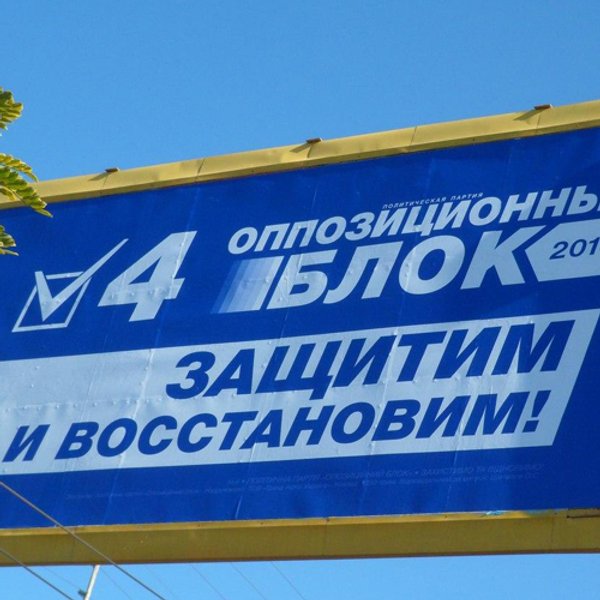 ПОЛИТИЧЕСКАЯ ПАРТИЯ
4 ОППОЗИЦИОННЫ
БЛОК 201
ЗАЩИТИМ
И ВОССТАНОВИМ!